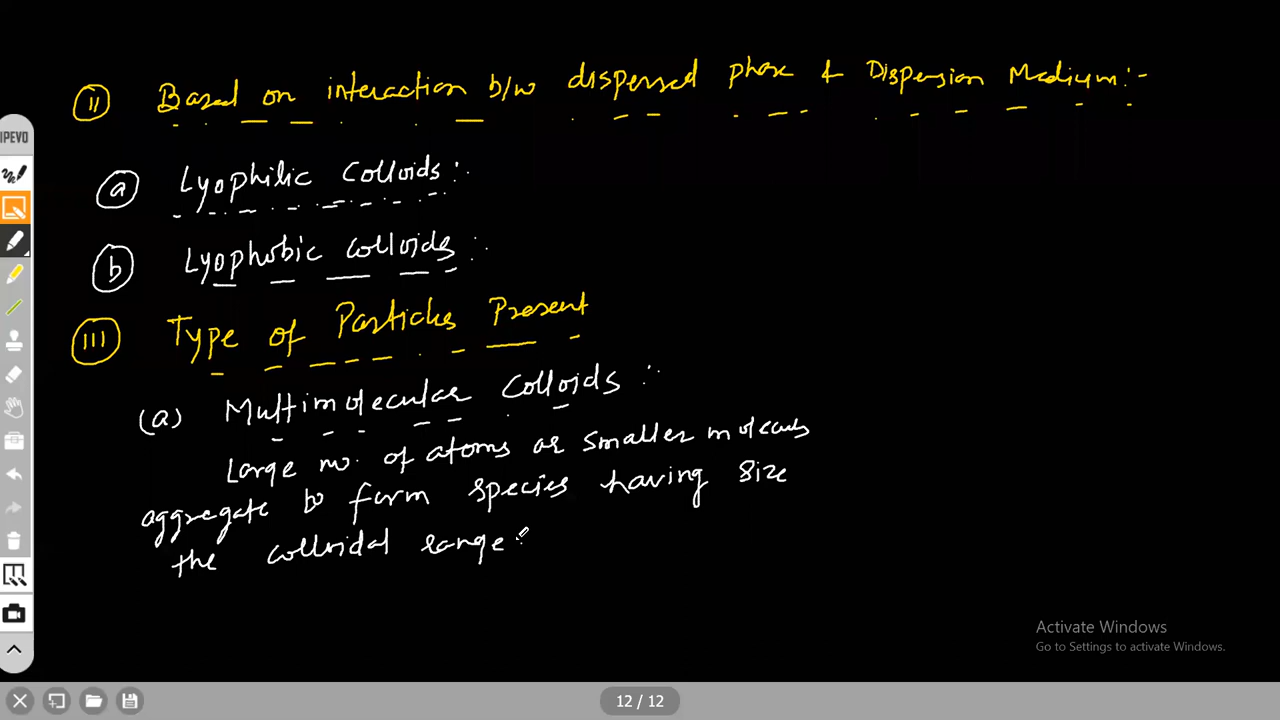 IPEVO
II Based on interaction b/w dispersed phase & Dispersion Medium:-
a Lyophilic Colloids :
b Lyophobic Colloids :
III Type of Particles Present
(a) Multimolecular Colloids :
Large no. of atoms or smaller molecules
aggregate to form species having size
the colloidal range
Activate Windows
Go to Settings to activate Windows.
12 / 12